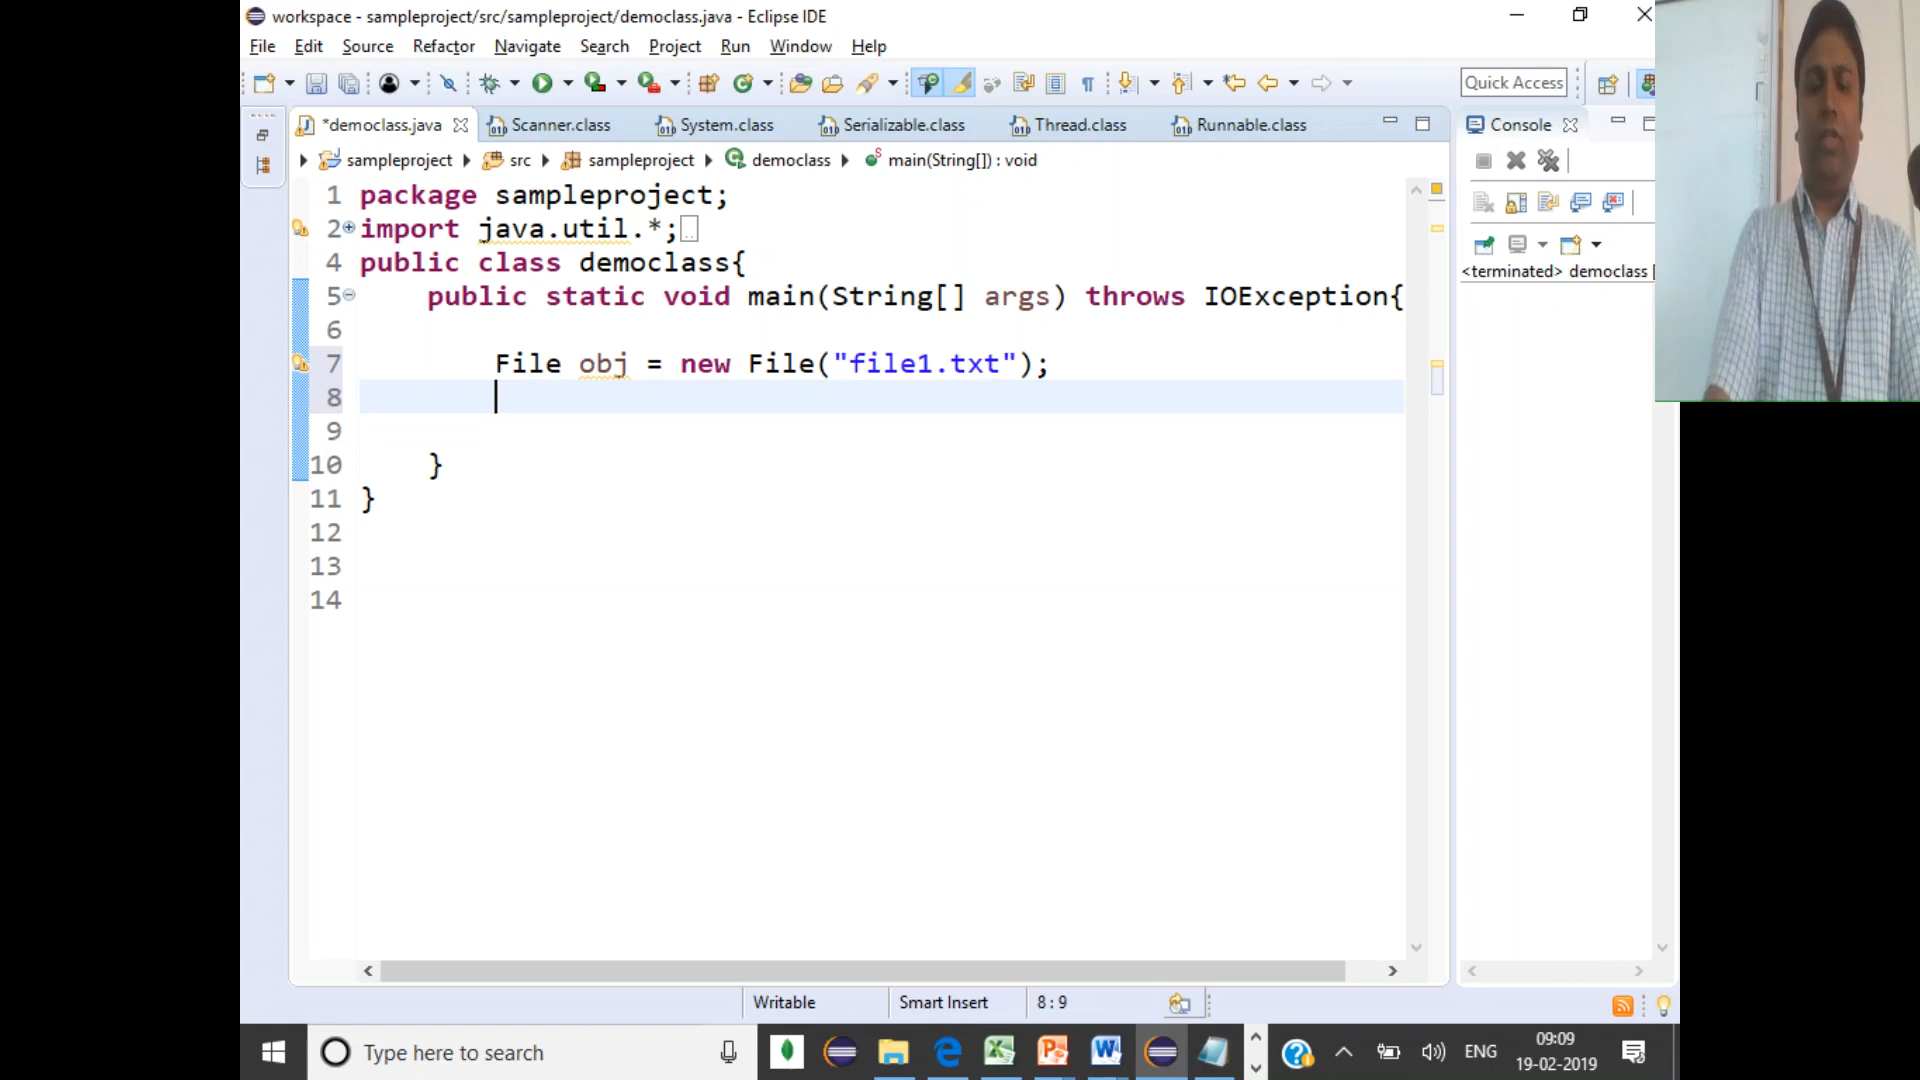 workspace - sampleproject/src/sampleproject/democlass.java - Eclipse IDE
File Edit Source Refactor Navigate Search Project Run Window Help
Quick Access
*democlass.java Scanner.class System.class Serializable.class Thread.class Runnable.class Console
sampleproject src sampleproject democlass main(String[]) : void
1 package sampleproject;
2 import java.util.*;
4 public class democlass{
<terminated> democlass [
5 public static void main(String[] args) throws IOException{
6
7 File obj = new File("file1.txt");
8
9
10 }
11 }
12
13
14
Writable Smart Insert 8 : 9
Type here to search
ENG
09:09
19-02-2019